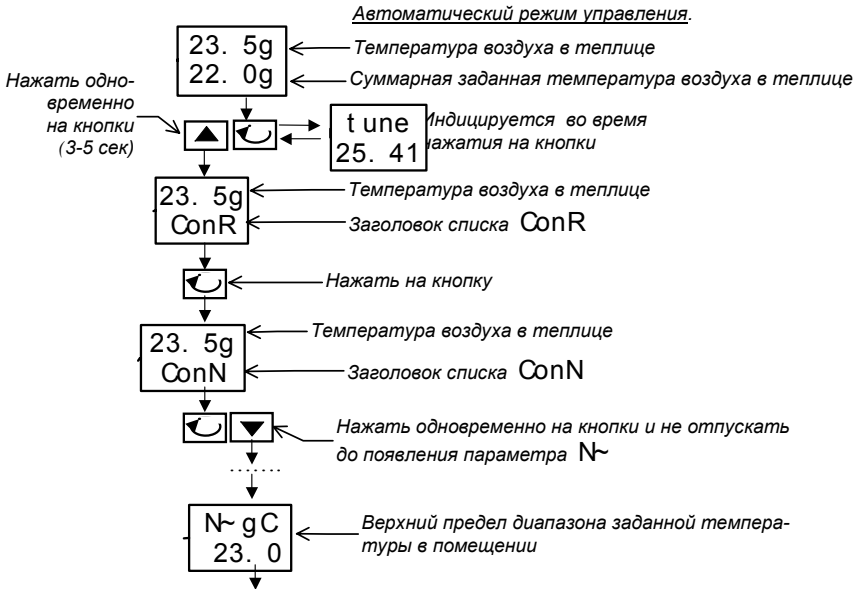 Автоматический режим управления.
23. 5g
Температура воздуха в теплице
22. 0g
Суммарная заданная температура воздуха в теплице
Нажать одно-
временно
на кнопки
(3-5 сек)
t une
25. 41
Индицируется во время
нажатия на кнопки
23. 5g
Температура воздуха в теплице
ConR
Заголовок списка ConR
Нажать на кнопку
23. 5g
Температура воздуха в теплице
ConN
Заголовок списка ConN
Нажать одновременно на кнопки и не отпускать
до появления параметра N~
N~ gC
23. 0
Верхний предел диапазона заданной темпера-
туры в помещении